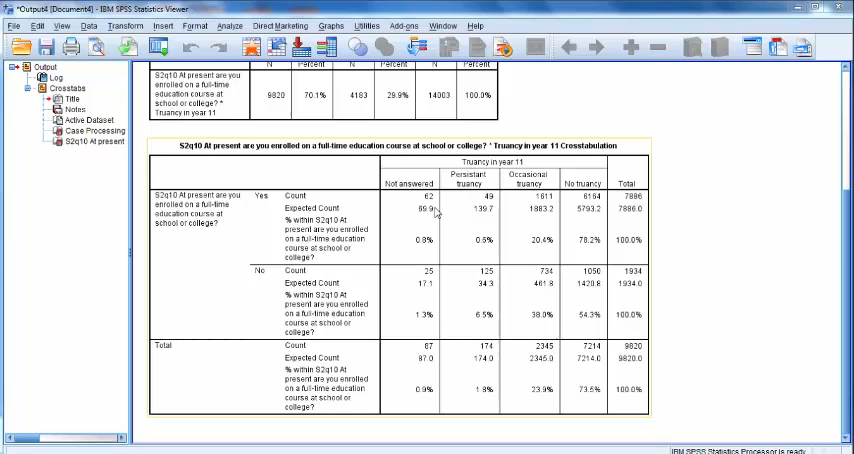 *Output4 [Document4] - IBM SPSS Statistics Viewer
File Edit View Data Transform Insert Format Analyze Direct Marketing Graphs Utilities Add-ons Window Help
Output
Log
Crosstabs
Title
Notes
Active Dataset
Case Processing
S2q10 At present
N Percent N Percent N Percent
S2q10 At present are you
enrolled on a full-time
education course at
school or college? *
Truancy in year 11
9820 70.1% 4183 29.9% 14003 100.0%
S2q10 At present are you enrolled on a full-time education course at school or college? * Truancy in year 11 Crosstabulation
Truancy in year 11
Not answered Persistant truancy Occasional truancy No truancy Total
S2q10 At present are you
enrolled on a full-time
education course at
school or college?
Yes Count 62 49 1611 6164 7886
Expected Count 69.9 139.7 1883.2 5793.2 7886.0
% within S2q10 At
present are you enrolled
on a full-time education
course at school or
college?
0.8% 0.6% 20.4% 78.2% 100.0%
No Count 25 125 734 1050 1934
Expected Count 17.1 34.3 461.8 1420.8 1934.0
% within S2q10 At
present are you enrolled
on a full-time education
course at school or
college?
1.3% 6.5% 38.0% 54.3% 100.0%
Total Count 87 174 2345 7214 9820
Expected Count 87.0 174.0 2345.0 7214.0 9820.0
% within S2q10 At
present are you enrolled
on a full-time education
course at school or
college?
0.9% 1.8% 23.9% 73.5% 100.0%
IBM SPSS Statistics Processor is ready